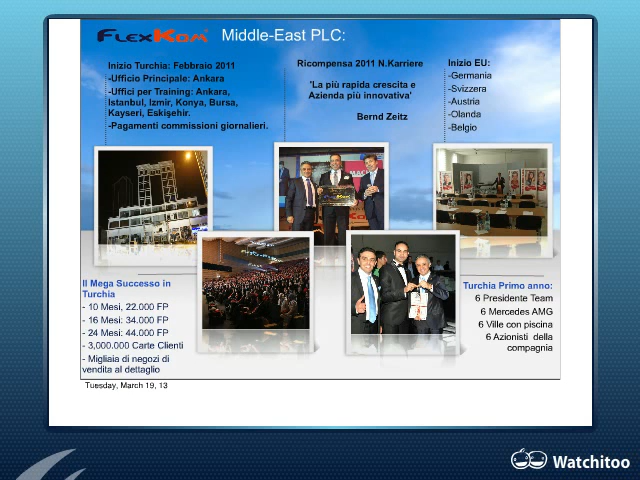 FLEXKOM Middle-East PLC:
Inizio Turchia: Febbraio 2011
-Ufficio Principale: Ankara
-Uffici per Training: Ankara,
Istanbul, Izmir, Konya, Bursa,
Kayseri, Eskişehir.
-Pagamenti commissioni giornalieri.
Ricompensa 2011 N.Karriere
'La più rapida crescita e
Azienda più innovativa'
Bernd Zeitz
Inizio EU:
-Germania
-Svizzera
-Austria
-Olanda
-Belgio
Il Mega Successo in
Turchia
- 10 Mesi, 22.000 FP
- 16 Mesi: 34.000 FP
- 24 Mesi: 44.000 FP
- 3,000.000 Carte Clienti
- Migliaia di negozi di
vendita al dettaglio
Turchia Primo anno:
6 Presidente Team
6 Mercedes AMG
6 Ville con piscina
6 Azionisti della
compagnia
Tuesday, March 19, 13
Watchitoo